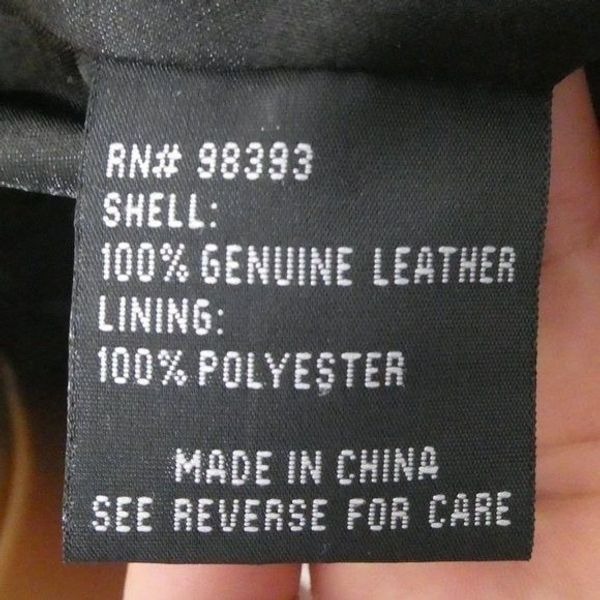 RN# 98393
SHELL:
100% GENUINE LEATHER
LINING:
100% POLYESTER
MADE IN CHINA
SEE REVERSE FOR CARE